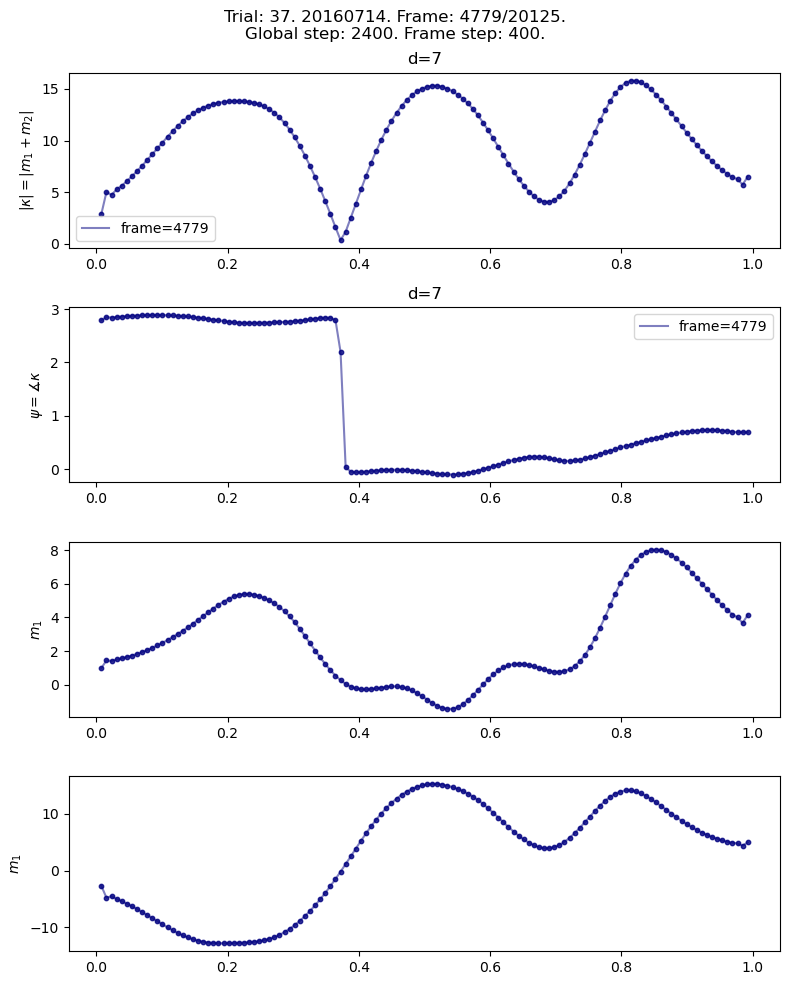 Trial: 37. 20160714. Frame: 4779/20125.
Global step: 2400. Frame step: 400.
d=7
|κ| = |m₁ + m₂|
15
10
5
0
frame=4779
0.0 0.2 0.4 0.6 0.8 1.0
d=7
ψ = ∡κ
3
2
1
0
frame=4779
0.0 0.2 0.4 0.6 0.8 1.0
m₁
8
6
4
2
0
0.0 0.2 0.4 0.6 0.8 1.0
m₁
10
0
−10
0.0 0.2 0.4 0.6 0.8 1.0